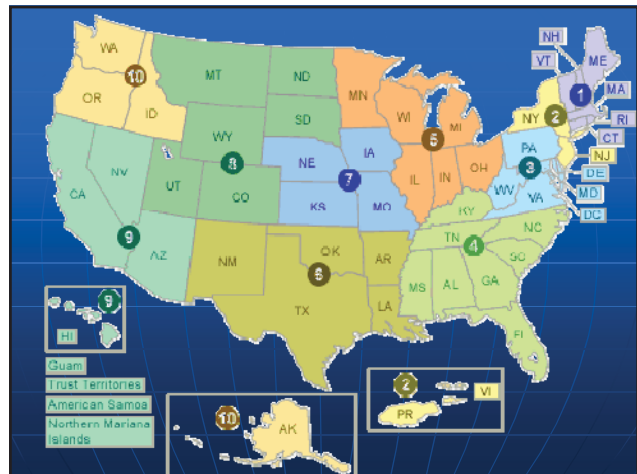 NH
VT
ME
WA
10
MT
ND
MN
1
MA
OR
ID
SD
WI
MI
NY
2
RI
CT
WY
5
PA
NJ
8
NE
IA
IL
IN
OH
3
DE
NV
UT
CO
7
WV
VA
MD
DC
CA
KS
MO
KY
9
AZ
NM
OK
6
AR
TN
4
NC
SC
TX
LA
MS
AL
GA
FL
9
HI
Guam
Trust Territories
American Samoa
Northern Mariana
Islands
10
AK
2
PR
VI